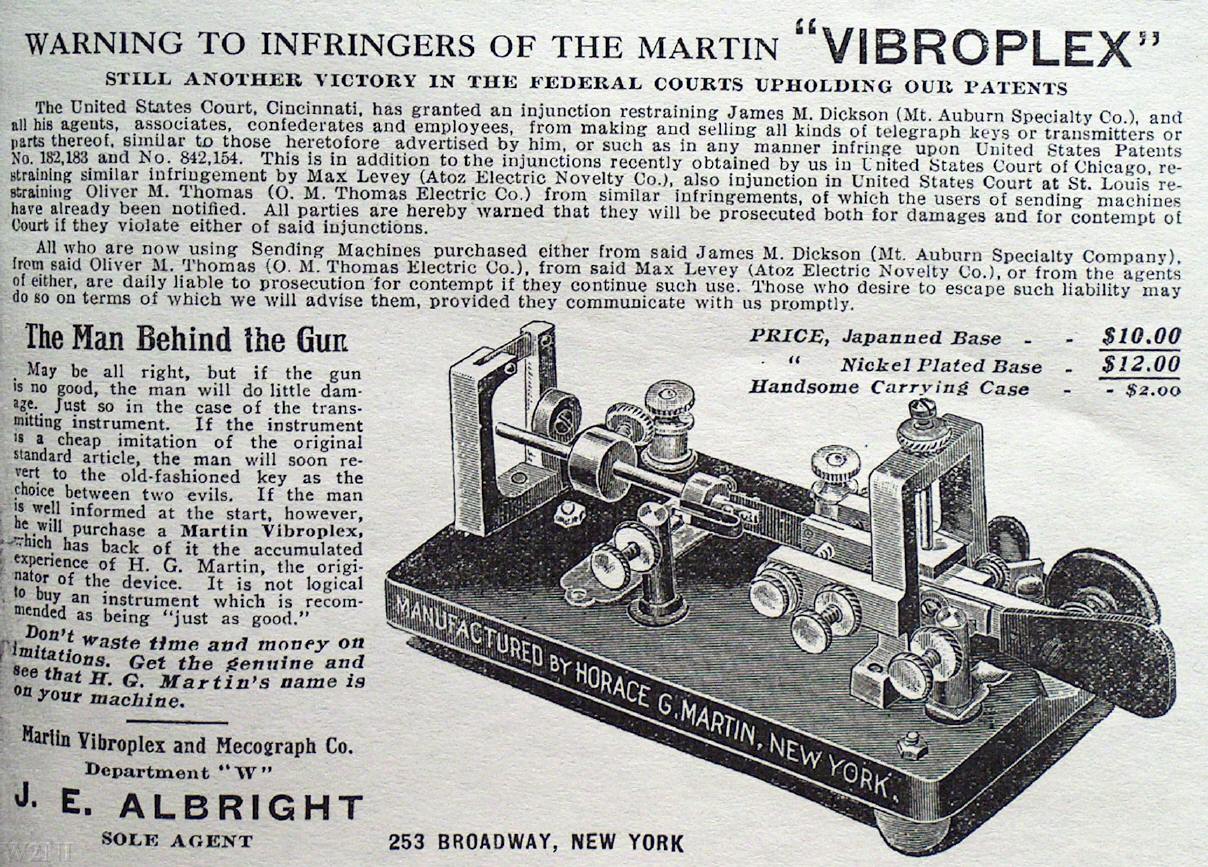 WARNING TO INFRINGERS OF THE MARTIN "VIBROPLEX"
STILL ANOTHER VICTORY IN THE FEDERAL COURTS UPHOLDING OUR PATENTS
The United States Court, Cincinnati, has granted an injunction restraining James M. Dickson (Mt. Auburn Specialty Co.), and
all his agents, associates, confederates and employees, from making and selling all kinds of telegraph keys or transmitters or
parts thereof, similar to those heretofore advertised by him, or such as in any manner infringe upon United States Patents
No. 182,183 and No. 842,154. This is in addition to the injunctions recently obtained by us in United States Court of Chicago, re-
straining similar infringement by Max Levey (Atoz Electric Novelty Co.), also injunction in United States Court at St. Louis re-
straining Oliver M. Thomas (O. M. Thomas Electric Co.) from similar infringements, of which the users of sending machines
have already been notified. All parties are hereby warned that they will be prosecuted both for damages and for contempt of
Court if they violate either of said injunctions.
All who are now using Sending Machines purchased either from said James M. Dickson (Mt. Auburn Specialty Company),
from said Oliver M. Thomas (O. M. Thomas Electric Co.), from said Max Levey (Atoz Electric Novelty Co.), or from the agents
of either, are daily liable to prosecution for contempt if they continue such use. Those who desire to escape such liability may
do so on terms of which we will advise them, provided they communicate with us promptly.
The Man Behind the Gun
May be all right, but if the gun
is no good, the man will do little dam-
age. Just so in the case of the trans-
mitting instrument. If the instrument
is a cheap imitation of the original
standard article, the man will soon re-
vert to the old-fashioned key as the
choice between two evils. If the man
is well informed at the start, however,
he will purchase a Martin Vibroplex,
which has back of it the accumulated
experience of H. G. Martin, the origi-
nator of the device. It is not logical
to buy an instrument which is recom-
mended as being "just as good."
Don't waste time and money on
imitations. Get the genuine and
see that H. G. Martin's name is
on your machine.
Martin Vibroplex and Mecograph Co.
Department "W"
J. E. ALBRIGHT
SOLE AGENT
PRICE, Japanned Base - - $10.00
" Nickel Plated Base - $12.00
Handsome Carrying Case - - $2.00
MANUFACTURED BY HORACE G. MARTIN, NEW YORK.
253 BROADWAY, NEW YORK